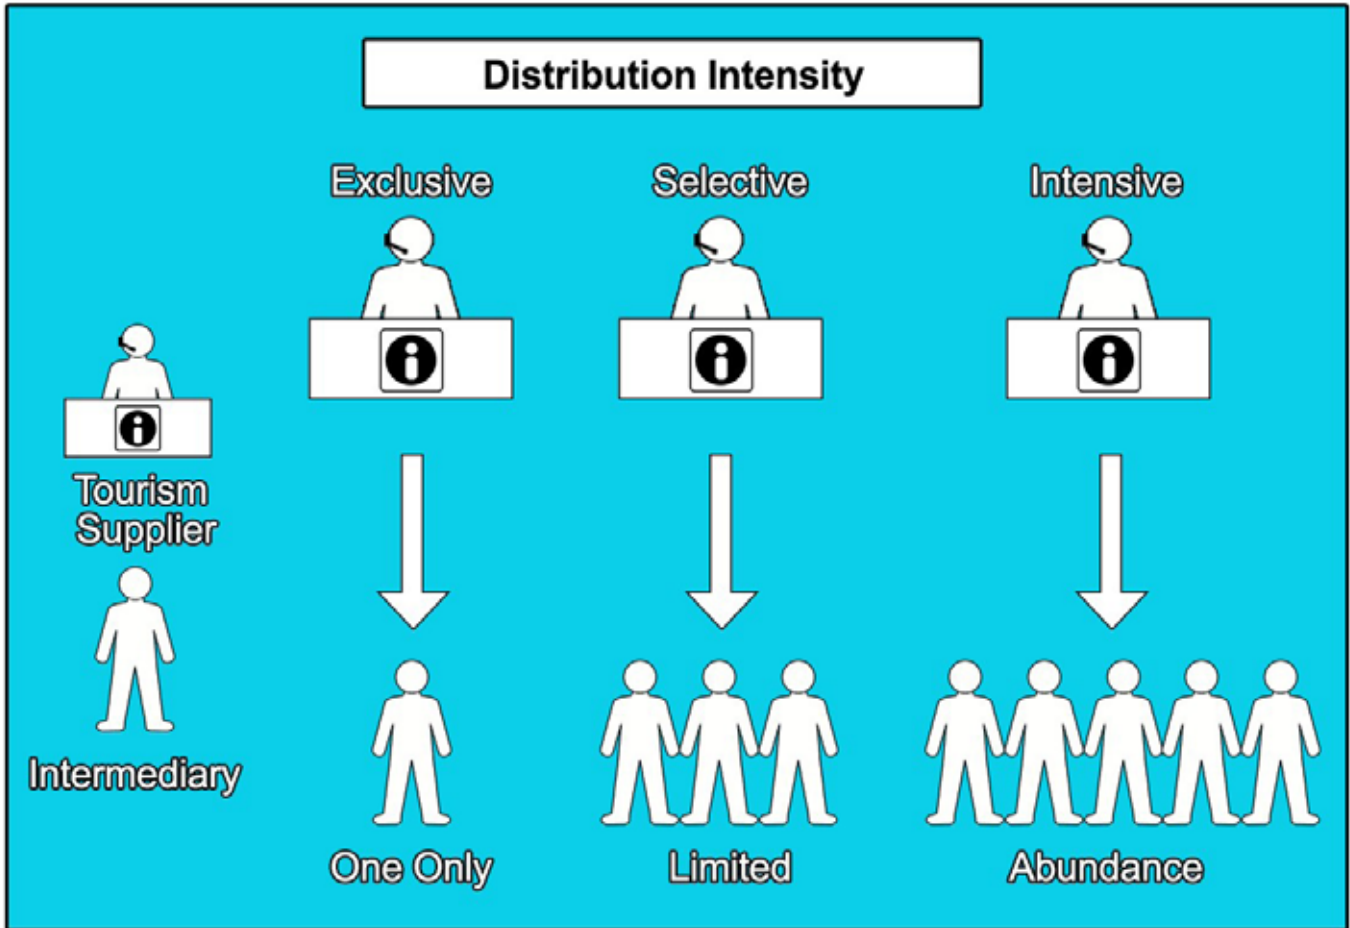 Distribution Intensity
Exclusive
Selective
Intensive
i
i
i
i
Tourism
Supplier
Intermediary
One Only
Limited
Abundance